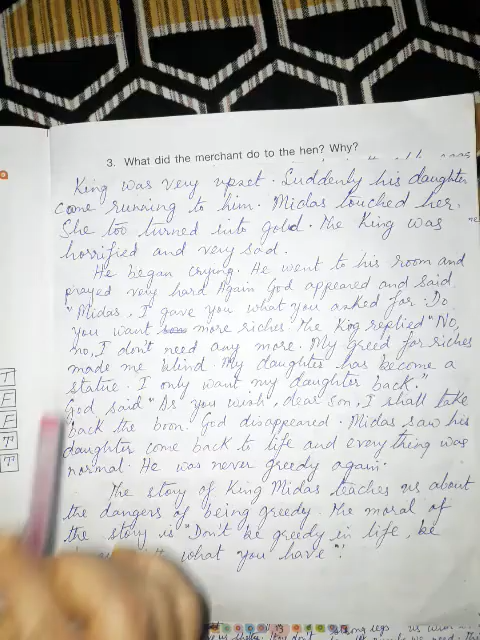 3. What did the merchant do to the hen? Why?
King was very upset. Suddenly his daughter
came running to him. Midas touched her.
She too turned into gold. The King was
horrified and very sad.
He began crying. He went to his room and
prayed very hard Again God appeared and said
"Midas, I gave you what you asked for. Do
you want more riches The King replied "No,
no, I don't need any more. My greed for riches
made me blind. My daughter has become a
statue. I only want my daughter back."
God said "As you wish, dear son, I shall take
back the boon. God disappeared. Midas saw his
daughter come back to life and everything was
normal. He was never greedy again.
The story of King Midas teaches us about
the dangers of being greedy. The moral of
the story is "Don't be greedy in life, be
what you have"!
T
F
F
T
T